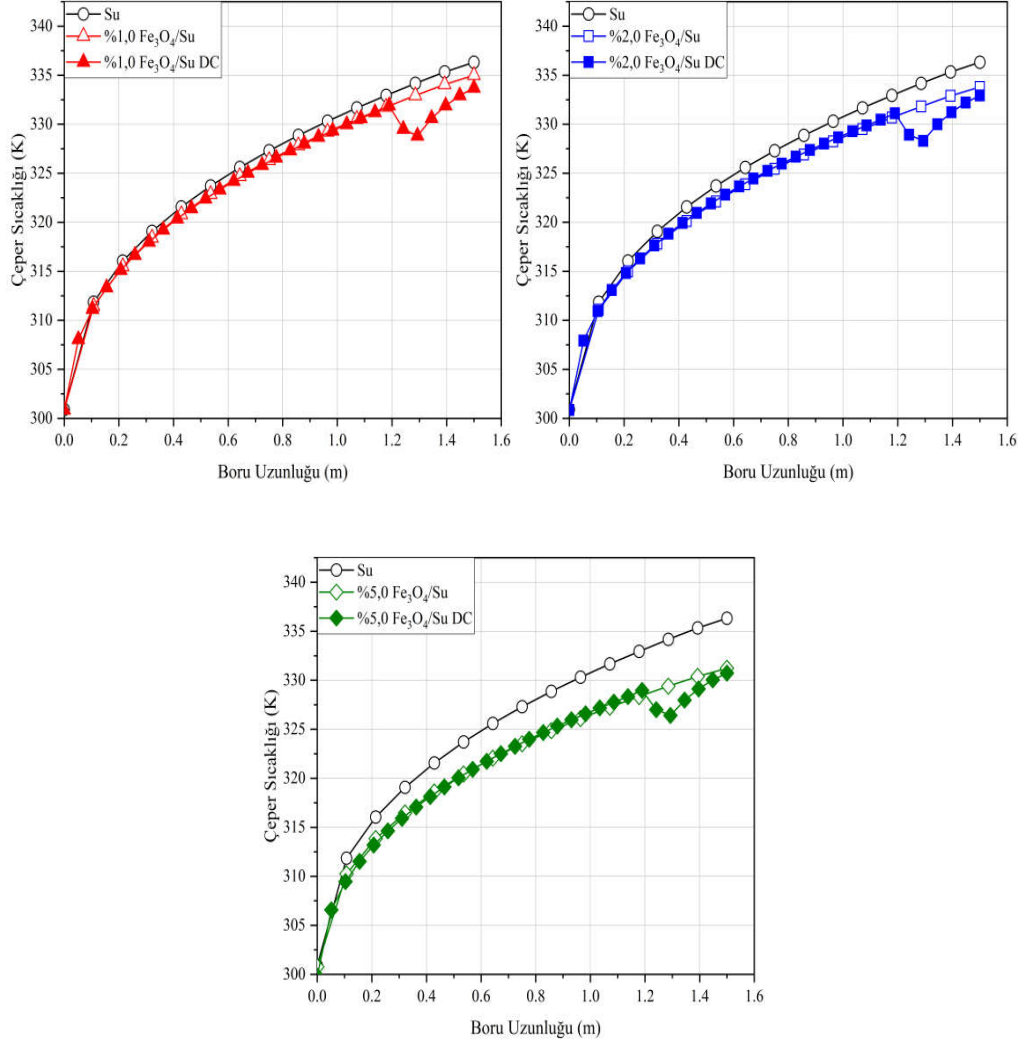 Su
%1,0 Fe₃O₄/Su
%1,0 Fe₃O₄/Su DC
Çeper Sıcaklığı (K)
340
335
330
325
320
315
310
305
300
0.0 0.2 0.4 0.6 0.8 1.0 1.2 1.4 1.6
Boru Uzunluğu (m)
Su
%2,0 Fe₃O₄/Su
%2,0 Fe₃O₄/Su DC
Çeper Sıcaklığı (K)
340
335
330
325
320
315
310
305
300
0.0 0.2 0.4 0.6 0.8 1.0 1.2 1.4 1.6
Boru Uzunluğu (m)
Su
%5,0 Fe₃O₄/Su
%5,0 Fe₃O₄/Su DC
Çeper Sıcaklığı (K)
340
335
330
325
320
315
310
305
300
0.0 0.2 0.4 0.6 0.8 1.0 1.2 1.4 1.6
Boru Uzunluğu (m)